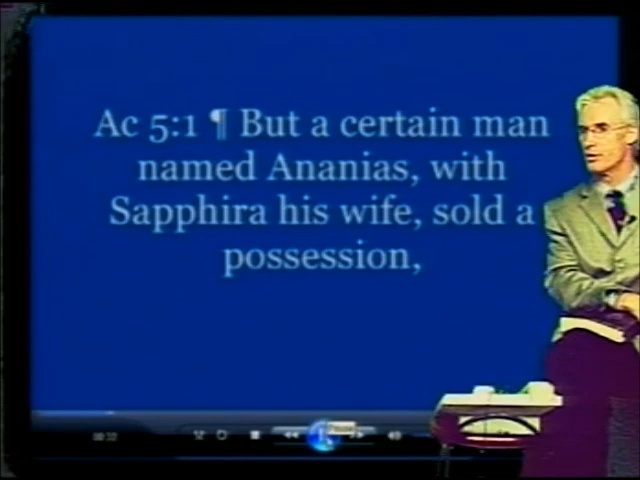 Ac 5:1 ¶ But a certain man
named Ananias, with
Sapphira his wife, sold a
possession,